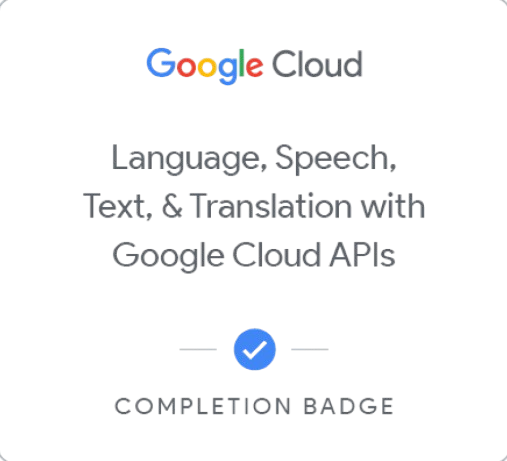 Google Cloud
Language, Speech,
Text, & Translation with
Google Cloud APIs
COMPLETION BADGE